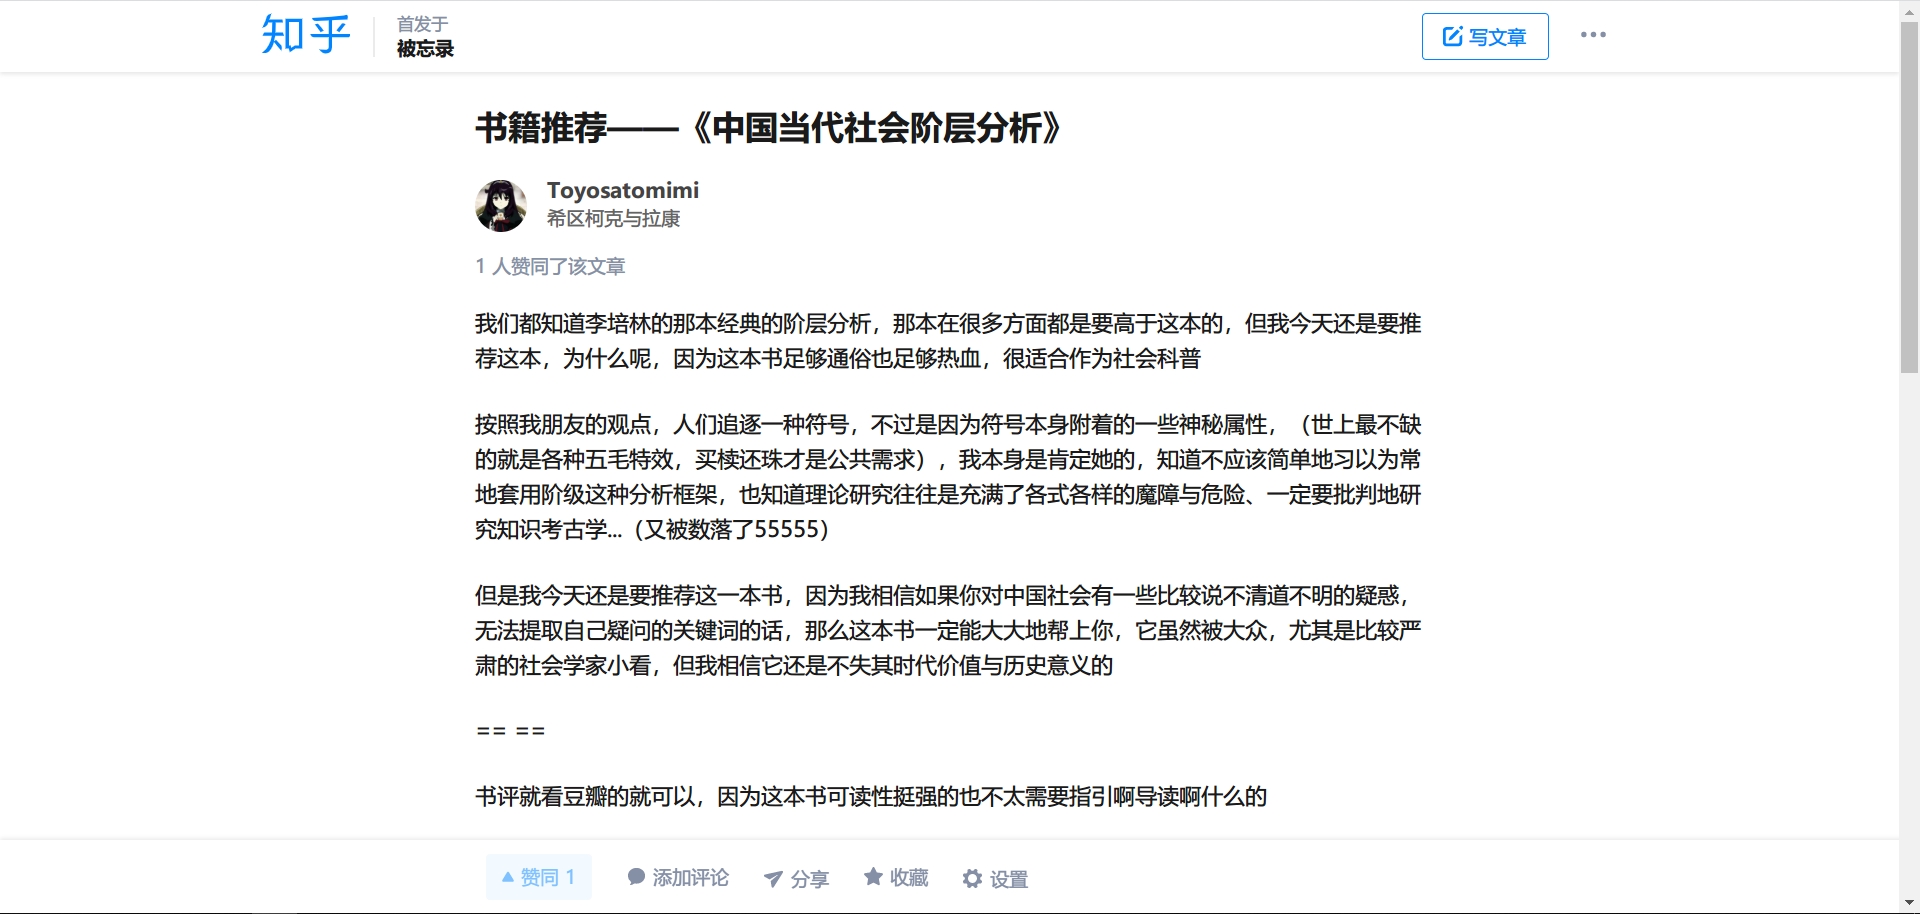 知乎
首发于
被忘录
写文章
书籍推荐——《中国当代社会阶层分析》
Toyosatomimi
希区柯克与拉康
1 人赞同了该文章
我们都知道李培林的那本经典的阶层分析，那本在很多方面都是要高于这本的，但我今天还是要推
荐这本，为什么呢，因为这本书足够通俗也足够热血，很适合作为社会科普
按照我朋友的观点，人们追逐一种符号，不过是因为符号本身附着的一些神秘属性，（世上最不缺
的就是各种五毛特效，买椟还珠才是公共需求），我本身是肯定她的，知道不应该简单地习以为常
地套用阶级这种分析框架，也知道理论研究往往是充满了各式各样的魔障与危险、一定要批判地研
究知识考古学...（又被数落了55555）
但是我今天还是要推荐这一本书，因为我相信如果你对中国社会有一些比较说不清道不明的疑惑，
无法提取自己疑问的关键词的话，那么这本书一定能大大地帮上你，它虽然被大众，尤其是比较严
肃的社会学家小看，但我相信它还是不失其时代价值与历史意义的
== ==
书评就看豆瓣的就可以，因为这本书可读性挺强的也不太需要指引啊导读啊什么的
赞同 1
添加评论
分享
收藏
设置